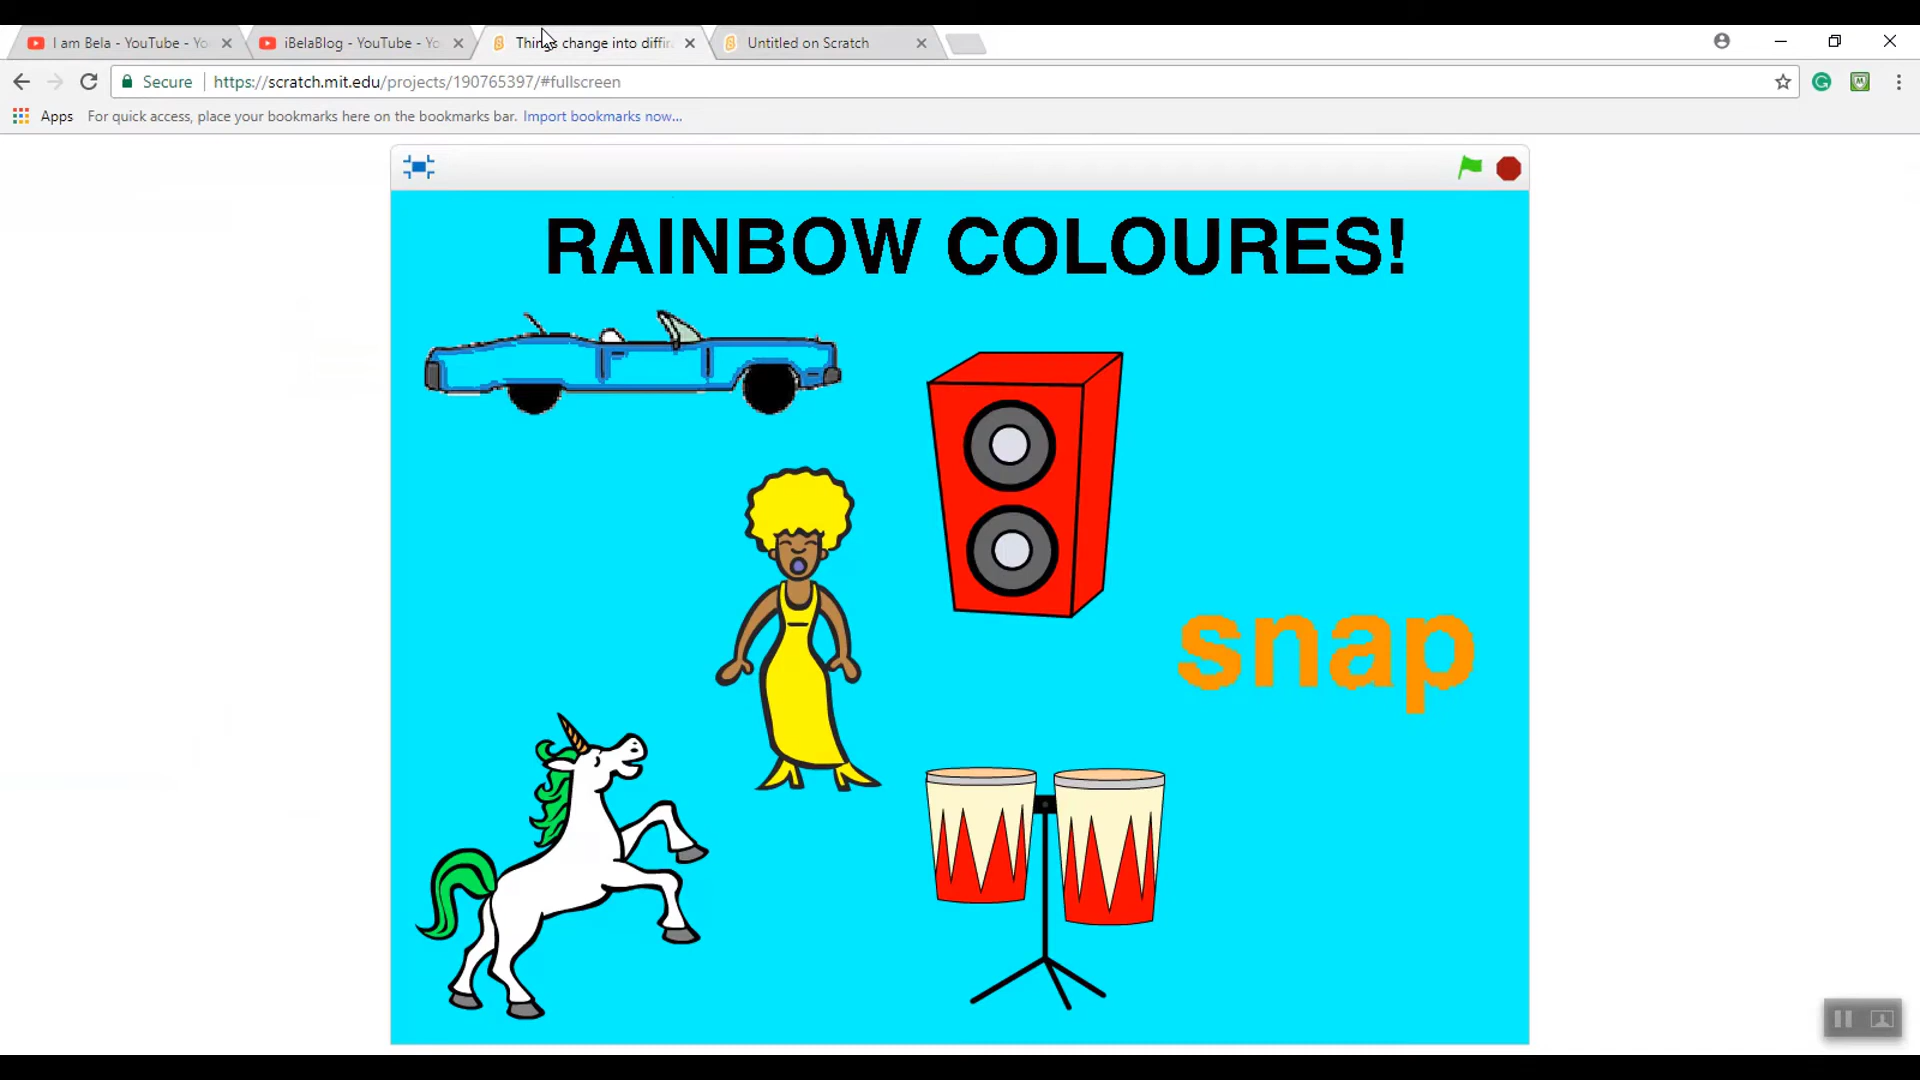 I am Bela - YouTube - Yo
iBelaBlog - YouTube - Yo
Things change into diffir
Untitled on Scratch
Secure
https://scratch.mit.edu/projects/190765397/#fullscreen
Apps
For quick access, place your bookmarks here on the bookmarks bar. Import bookmarks now...
RAINBOW COLOURES!
snap